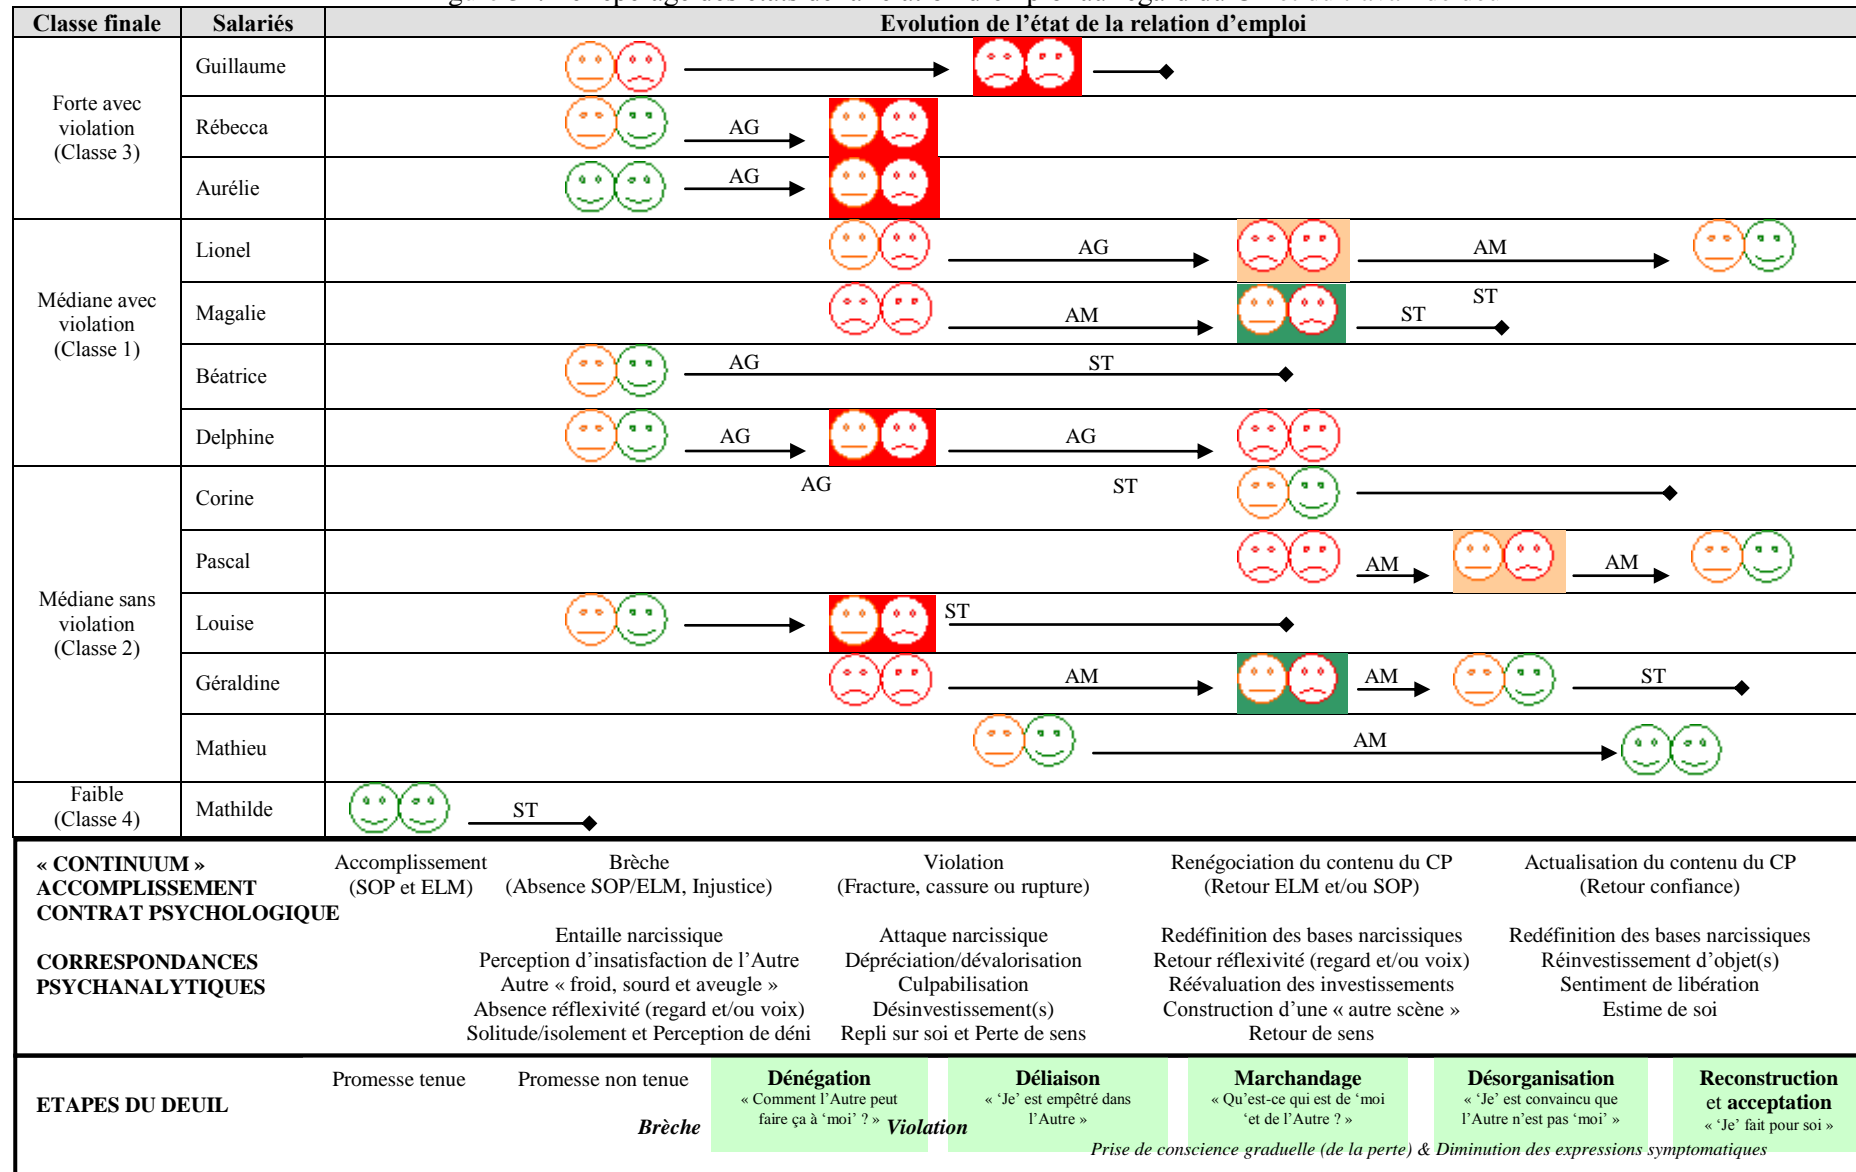 Classe finale Salariés Evolution de l'état de la relation d'emploi
Guillaume
Forte avec
violation
(Classe 3)
Rébecca AG
Aurélie AG
Lionel AG AM
Médiane avec
violation
(Classe 1)
Magalie AM ST ST
Béatrice AG ST
Delphine AG AG
Corine AG ST
Pascal AM AM
Médiane sans
violation
(Classe 2)
Louise ST
Géraldine AM AM ST
Mathieu AM
Faible
(Classe 4)
Mathilde ST
« CONTINUUM »
ACCOMPLISSEMENT
CONTRAT PSYCHOLOGIQUE
Accomplissement
(SOP et ELM)
Brèche
(Absence SOP/ELM, Injustice)
Violation
(Fracture, cassure ou rupture)
Renégociation du contenu du CP
(Retour ELM et/ou SOP)
Actualisation du contenu du CP
(Retour confiance)
CORRESPONDANCES
PSYCHANALYTIQUES
Entaille narcissique
Perception d'insatisfaction de l'Autre
Autre « froid, sourd et aveugle »
Absence réflexivité (regard et/ou voix)
Solitude/isolement et Perception de déni
Attaque narcissique
Dépréciation/dévalorisation
Culpabilisation
Désinvestissement(s)
Repli sur soi et Perte de sens
Redéfinition des bases narcissiques
Retour réflexivité (regard et/ou voix)
Réévaluation des investissements
Construction d'une « autre scène »
Retour de sens
Redéfinition des bases narcissiques
Réinvestissement d'objet(s)
Sentiment de libération
Estime de soi
ETAPES DU DEUIL
Promesse tenue
Promesse non tenue
Brèche
Dénégation
« Comment l'Autre peut
faire ça à 'moi' ? »
Violation
Déliaison
« 'Je' est empêtré dans
l'Autre »
Marchandage
« Qu'est-ce qui est de 'moi
'et de l'Autre ? »
Désorganisation
« 'Je' est convaincu que
l'Autre n'est pas 'moi' »
Reconstruction
et acceptation
« 'Je' fait pour soi »
Prise de conscience graduelle (de la perte) & Diminution des expressions symptomatiques